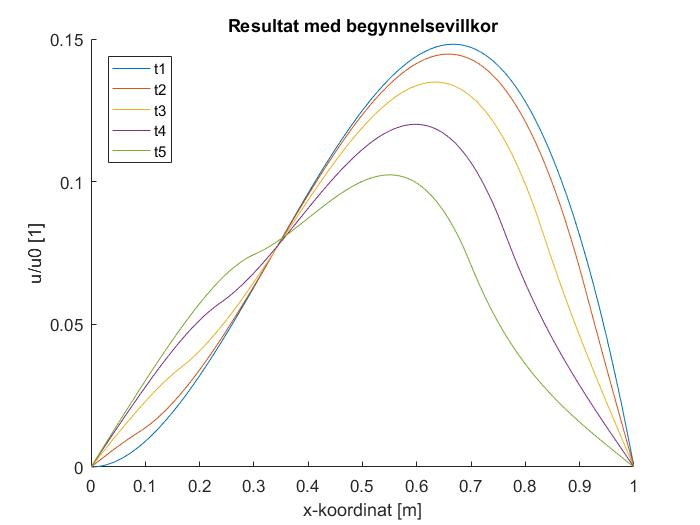 Resultat med begynnelsevillkor
t1
t2
t3
t4
t5
0.15
0.1
0.05
0
u/u0 [1]
0 0.1 0.2 0.3 0.4 0.5 0.6 0.7 0.8 0.9 1
x-koordinat [m]